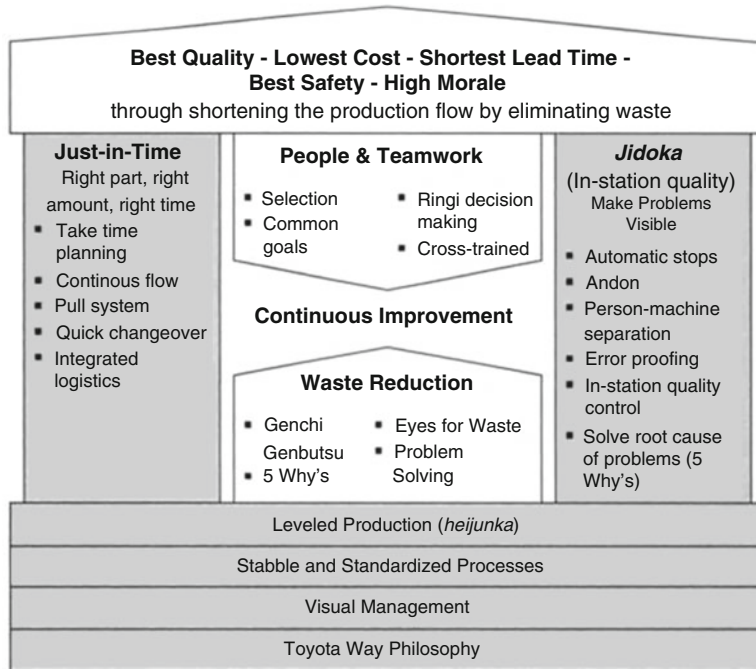 Best Quality - Lowest Cost - Shortest Lead Time -
Best Safety - High Morale
through shortening the production flow by eliminating waste
Just-in-Time
Right part, right
amount, right time
▪ Take time
planning
▪ Continous flow
▪ Pull system
▪ Quick changeover
▪ Integrated
logistics
People & Teamwork
▪ Selection
▪ Common
goals
▪ Ringi decision
making
▪ Cross-trained
Continuous Improvement
Waste Reduction
▪ Genchi
Genbutsu
▪ 5 Why's
▪ Eyes for Waste
▪ Problem
Solving
Jidoka
(In-station quality)
Make Problems
Visible
▪ Automatic stops
▪ Andon
▪ Person-machine
separation
▪ Error proofing
▪ In-station quality
control
▪ Solve root cause
of problems (5
Why's)
Leveled Production (heijunka)
Stabble and Standardized Processes
Visual Management
Toyota Way Philosophy